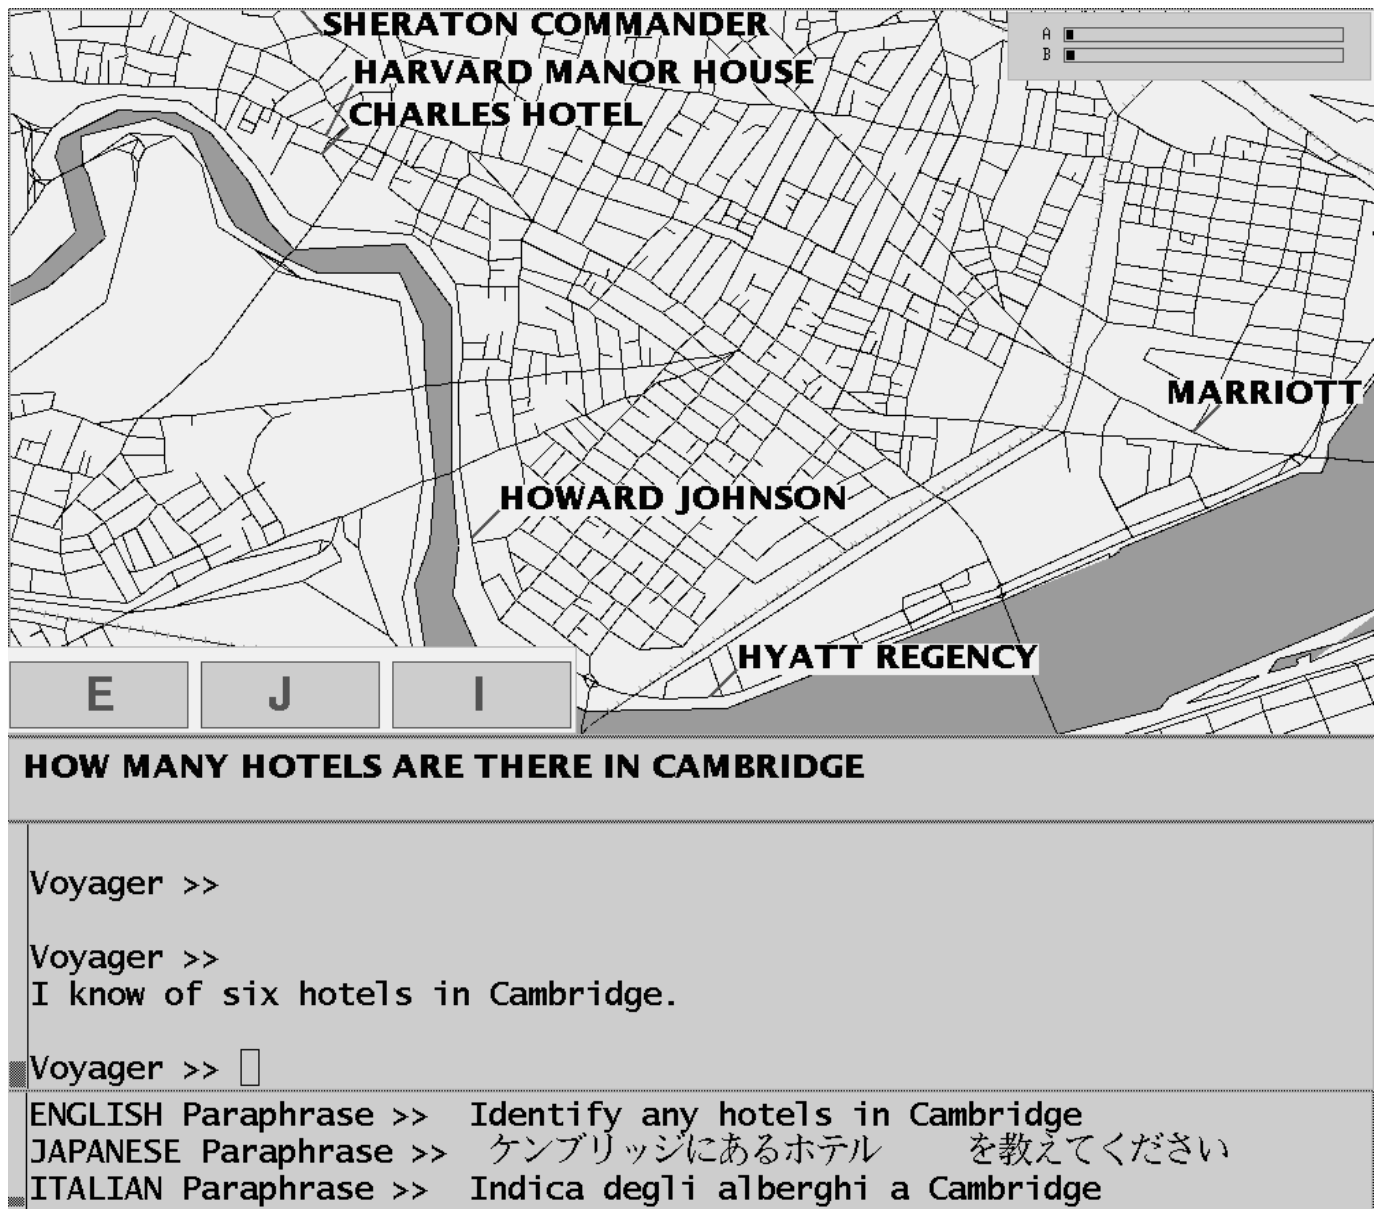 SHERATON COMMANDER
A
B
HARVARD MANOR HOUSE
CHARLES HOTEL
MARRIOTT
HOWARD JOHNSON
HYATT REGENCY
E J I
HOW MANY HOTELS ARE THERE IN CAMBRIDGE
Voyager >>
Voyager >>
I know of six hotels in Cambridge.
Voyager >>
ENGLISH Paraphrase >> Identify any hotels in Cambridge
JAPANESE Paraphrase >> ケンブリッジにあるホテル を教えてください
ITALIAN Paraphrase >> Indica degli alberghi a Cambridge